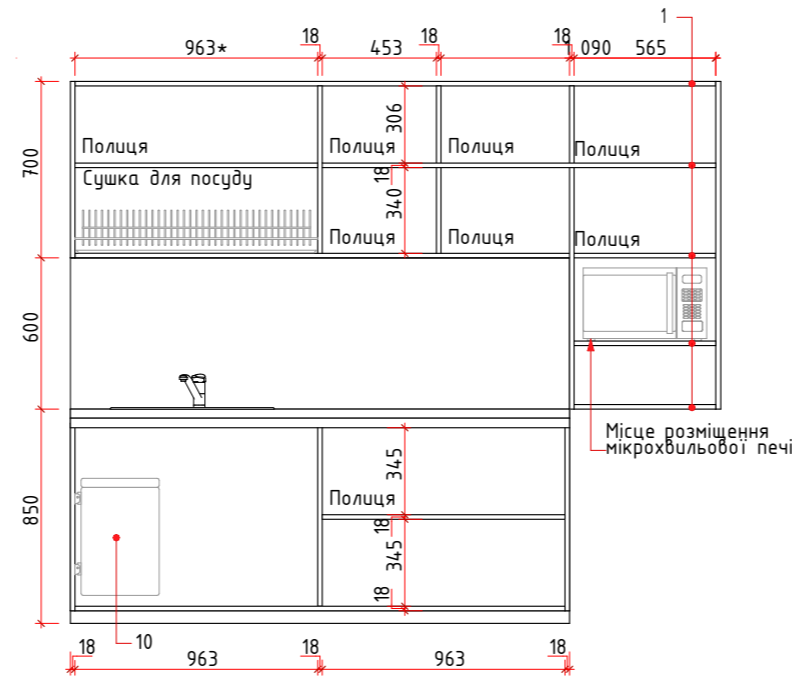 1
18
18
18
963*
453
1 090
565
700
306
Полиця
Полиця
Полиця
Полиця
18
Сушка для посуду
340
Полиця
Полиця
Полиця
600
Місце розміщення
мікрохвильової печі
850
345
Полиця
18
345
18
10
18
18
18
963
963